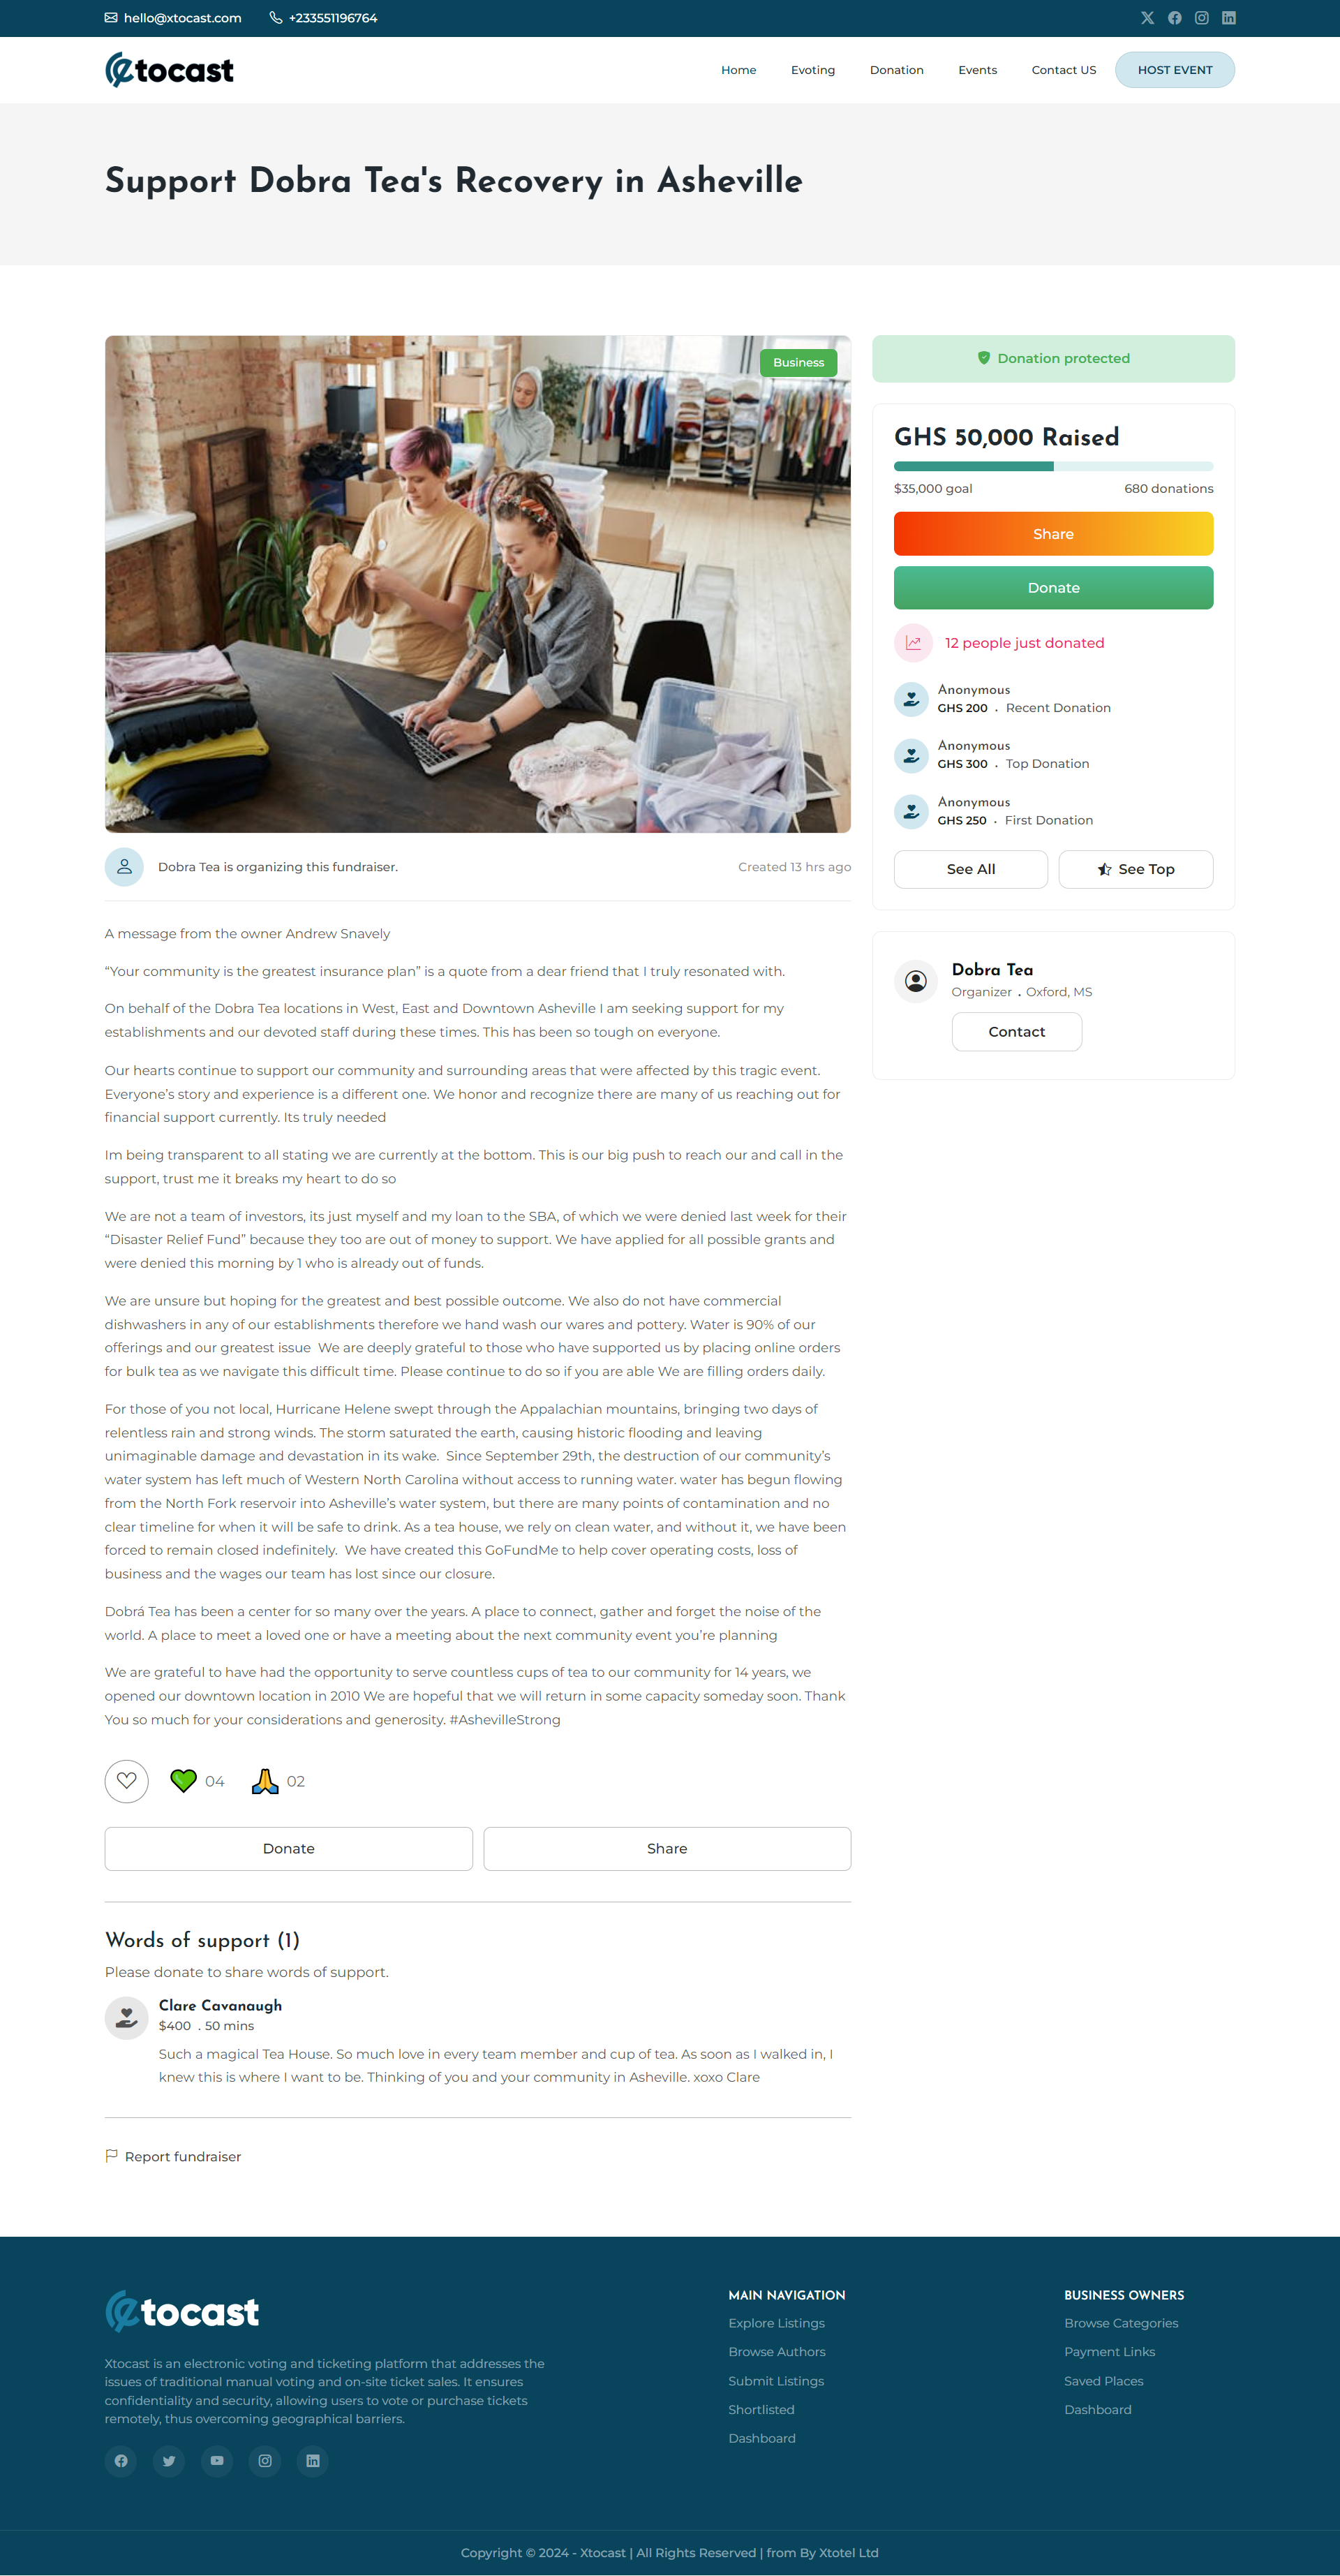 hello@xtocast.com
+233551196764
tocast
Home
Evoting
Donation
Events
Contact US
HOST EVENT
Support Dobra Tea's Recovery in Asheville
Business
Dobra Tea is organizing this fundraiser.
Created 13 hrs ago
A message from the owner Andrew Snavely
“Your community is the greatest insurance plan” is a quote from a dear friend that I truly resonated with.
On behalf of the Dobra Tea locations in West, East and Downtown Asheville I am seeking support for my
establishments and our devoted staff during these times. This has been so tough on everyone.
Our hearts continue to support our community and surrounding areas that were affected by this tragic event.
Everyone’s story and experience is a different one. We honor and recognize there are many of us reaching out for
financial support currently. Its truly needed
Im being transparent to all stating we are currently at the bottom. This is our big push to reach our and call in the
support, trust me it breaks my heart to do so
We are not a team of investors, its just myself and my loan to the SBA, of which we were denied last week for their
“Disaster Relief Fund” because they too are out of money to support. We have applied for all possible grants and
were denied this morning by 1 who is already out of funds.
We are unsure but hoping for the greatest and best possible outcome. We also do not have commercial
dishwashers in any of our establishments therefore we hand wash our wares and pottery. Water is 90% of our
offerings and our greatest issue  We are deeply grateful to those who have supported us by placing online orders
for bulk tea as we navigate this difficult time. Please continue to do so if you are able We are filling orders daily.
For those of you not local, Hurricane Helene swept through the Appalachian mountains, bringing two days of
relentless rain and strong winds. The storm saturated the earth, causing historic flooding and leaving
unimaginable damage and devastation in its wake.  Since September 29th, the destruction of our community’s
water system has left much of Western North Carolina without access to running water. water has begun flowing
from the North Fork reservoir into Asheville’s water system, but there are many points of contamination and no
clear timeline for when it will be safe to drink. As a tea house, we rely on clean water, and without it, we have been
forced to remain closed indefinitely.  We have created this GoFundMe to help cover operating costs, loss of
business and the wages our team has lost since our closure.
Dobrá Tea has been a center for so many over the years. A place to connect, gather and forget the noise of the
world. A place to meet a loved one or have a meeting about the next community event you’re planning
We are grateful to have had the opportunity to serve countless cups of tea to our community for 14 years, we
opened our downtown location in 2010 We are hopeful that we will return in some capacity someday soon. Thank
You so much for your considerations and generosity. #AshevilleStrong
04
02
Donate
Share
Words of support (1)
Please donate to share words of support.
Clare Cavanaugh
$400 . 50 mins
Such a magical Tea House. So much love in every team member and cup of tea. As soon as I walked in, I
knew this is where I want to be. Thinking of you and your community in Asheville. xoxo Clare
Report fundraiser
Donation protected
GHS 50,000 Raised
$35,000 goal
680 donations
Share
Donate
12 people just donated
Anonymous
GHS 200 . Recent Donation
Anonymous
GHS 300 . Top Donation
Anonymous
GHS 250 . First Donation
See All
See Top
Dobra Tea
Organizer . Oxford, MS
Contact
tocast
Xtocast is an electronic voting and ticketing platform that addresses the
issues of traditional manual voting and on-site ticket sales. It ensures
confidentiality and security, allowing users to vote or purchase tickets
remotely, thus overcoming geographical barriers.
MAIN NAVIGATION
Explore Listings
Browse Authors
Submit Listings
Shortlisted
Dashboard
BUSINESS OWNERS
Browse Categories
Payment Links
Saved Places
Dashboard
Copyright © 2024 - Xtocast | All Rights Reserved | from By Xtotel Ltd